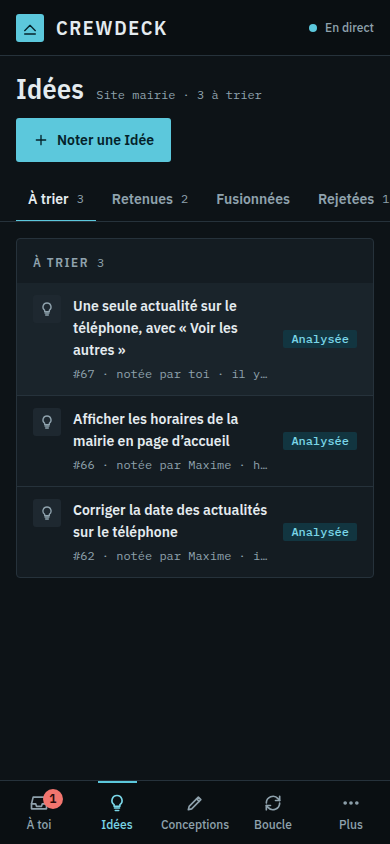 CREWDECK
En direct
Idées Site mairie · 3 à trier
+ Noter une Idée
À trier 3 Retenues 2 Fusionnées Rejetées 1
À TRIER 3
Une seule actualité sur le
téléphone, avec « Voir les
autres »
Analysée
#67 · notée par toi · il y…
Afficher les horaires de la
mairie en page d’accueil
Analysée
#66 · notée par Maxime · h…
Corriger la date des actualités
sur le téléphone
Analysée
#62 · notée par Maxime · i…
1
À toi Idées Conceptions Boucle Plus